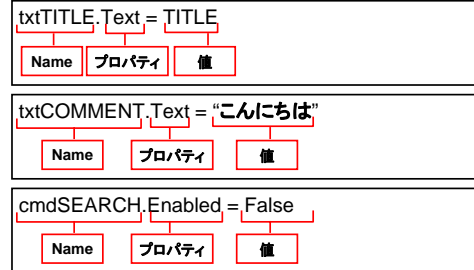 txtTITLE.Text = TITLE
Name プロパティ 値
txtCOMMENT.Text = “こんにちは”
Name プロパティ 値
cmdSEARCH.Enabled = False
Name プロパティ 値